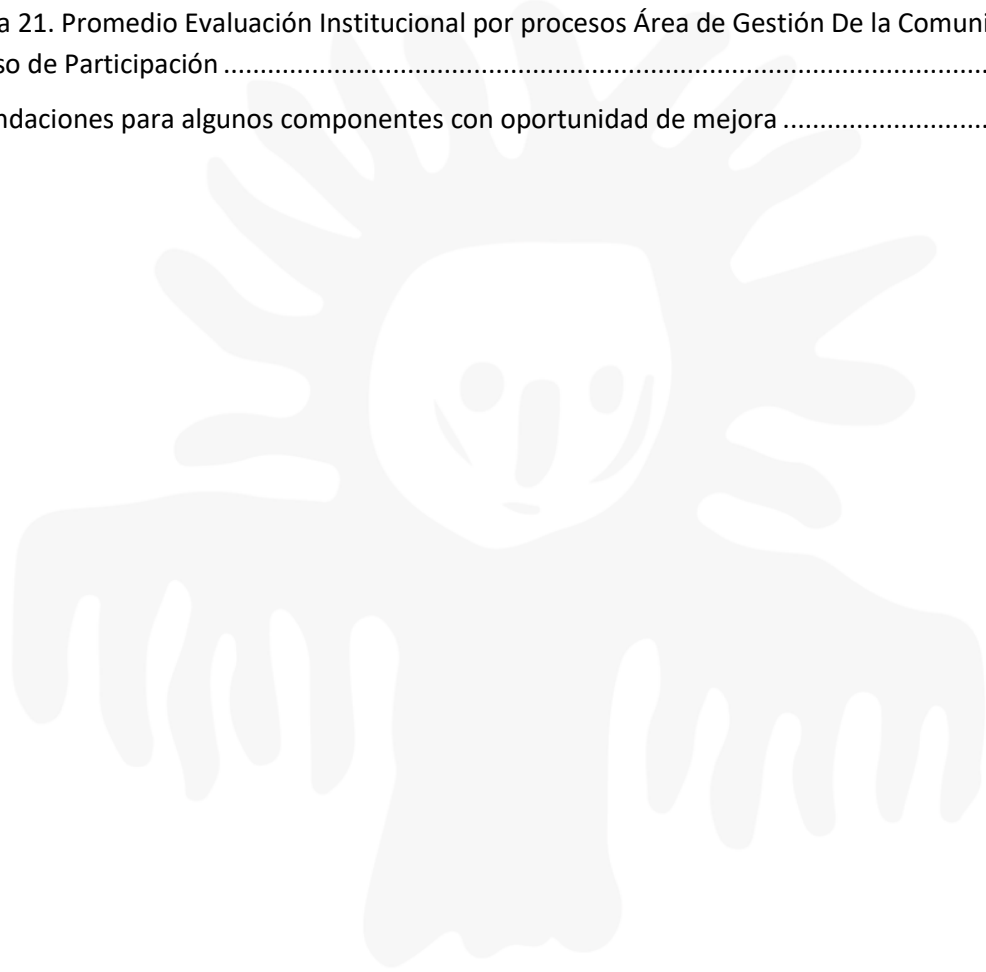 a 21. Promedio Evaluación Institucional por procesos Área de Gestión De la Comuni
so de Participación ....................................................................................................
ndaciones para algunos componentes con oportunidad de mejora ...........................